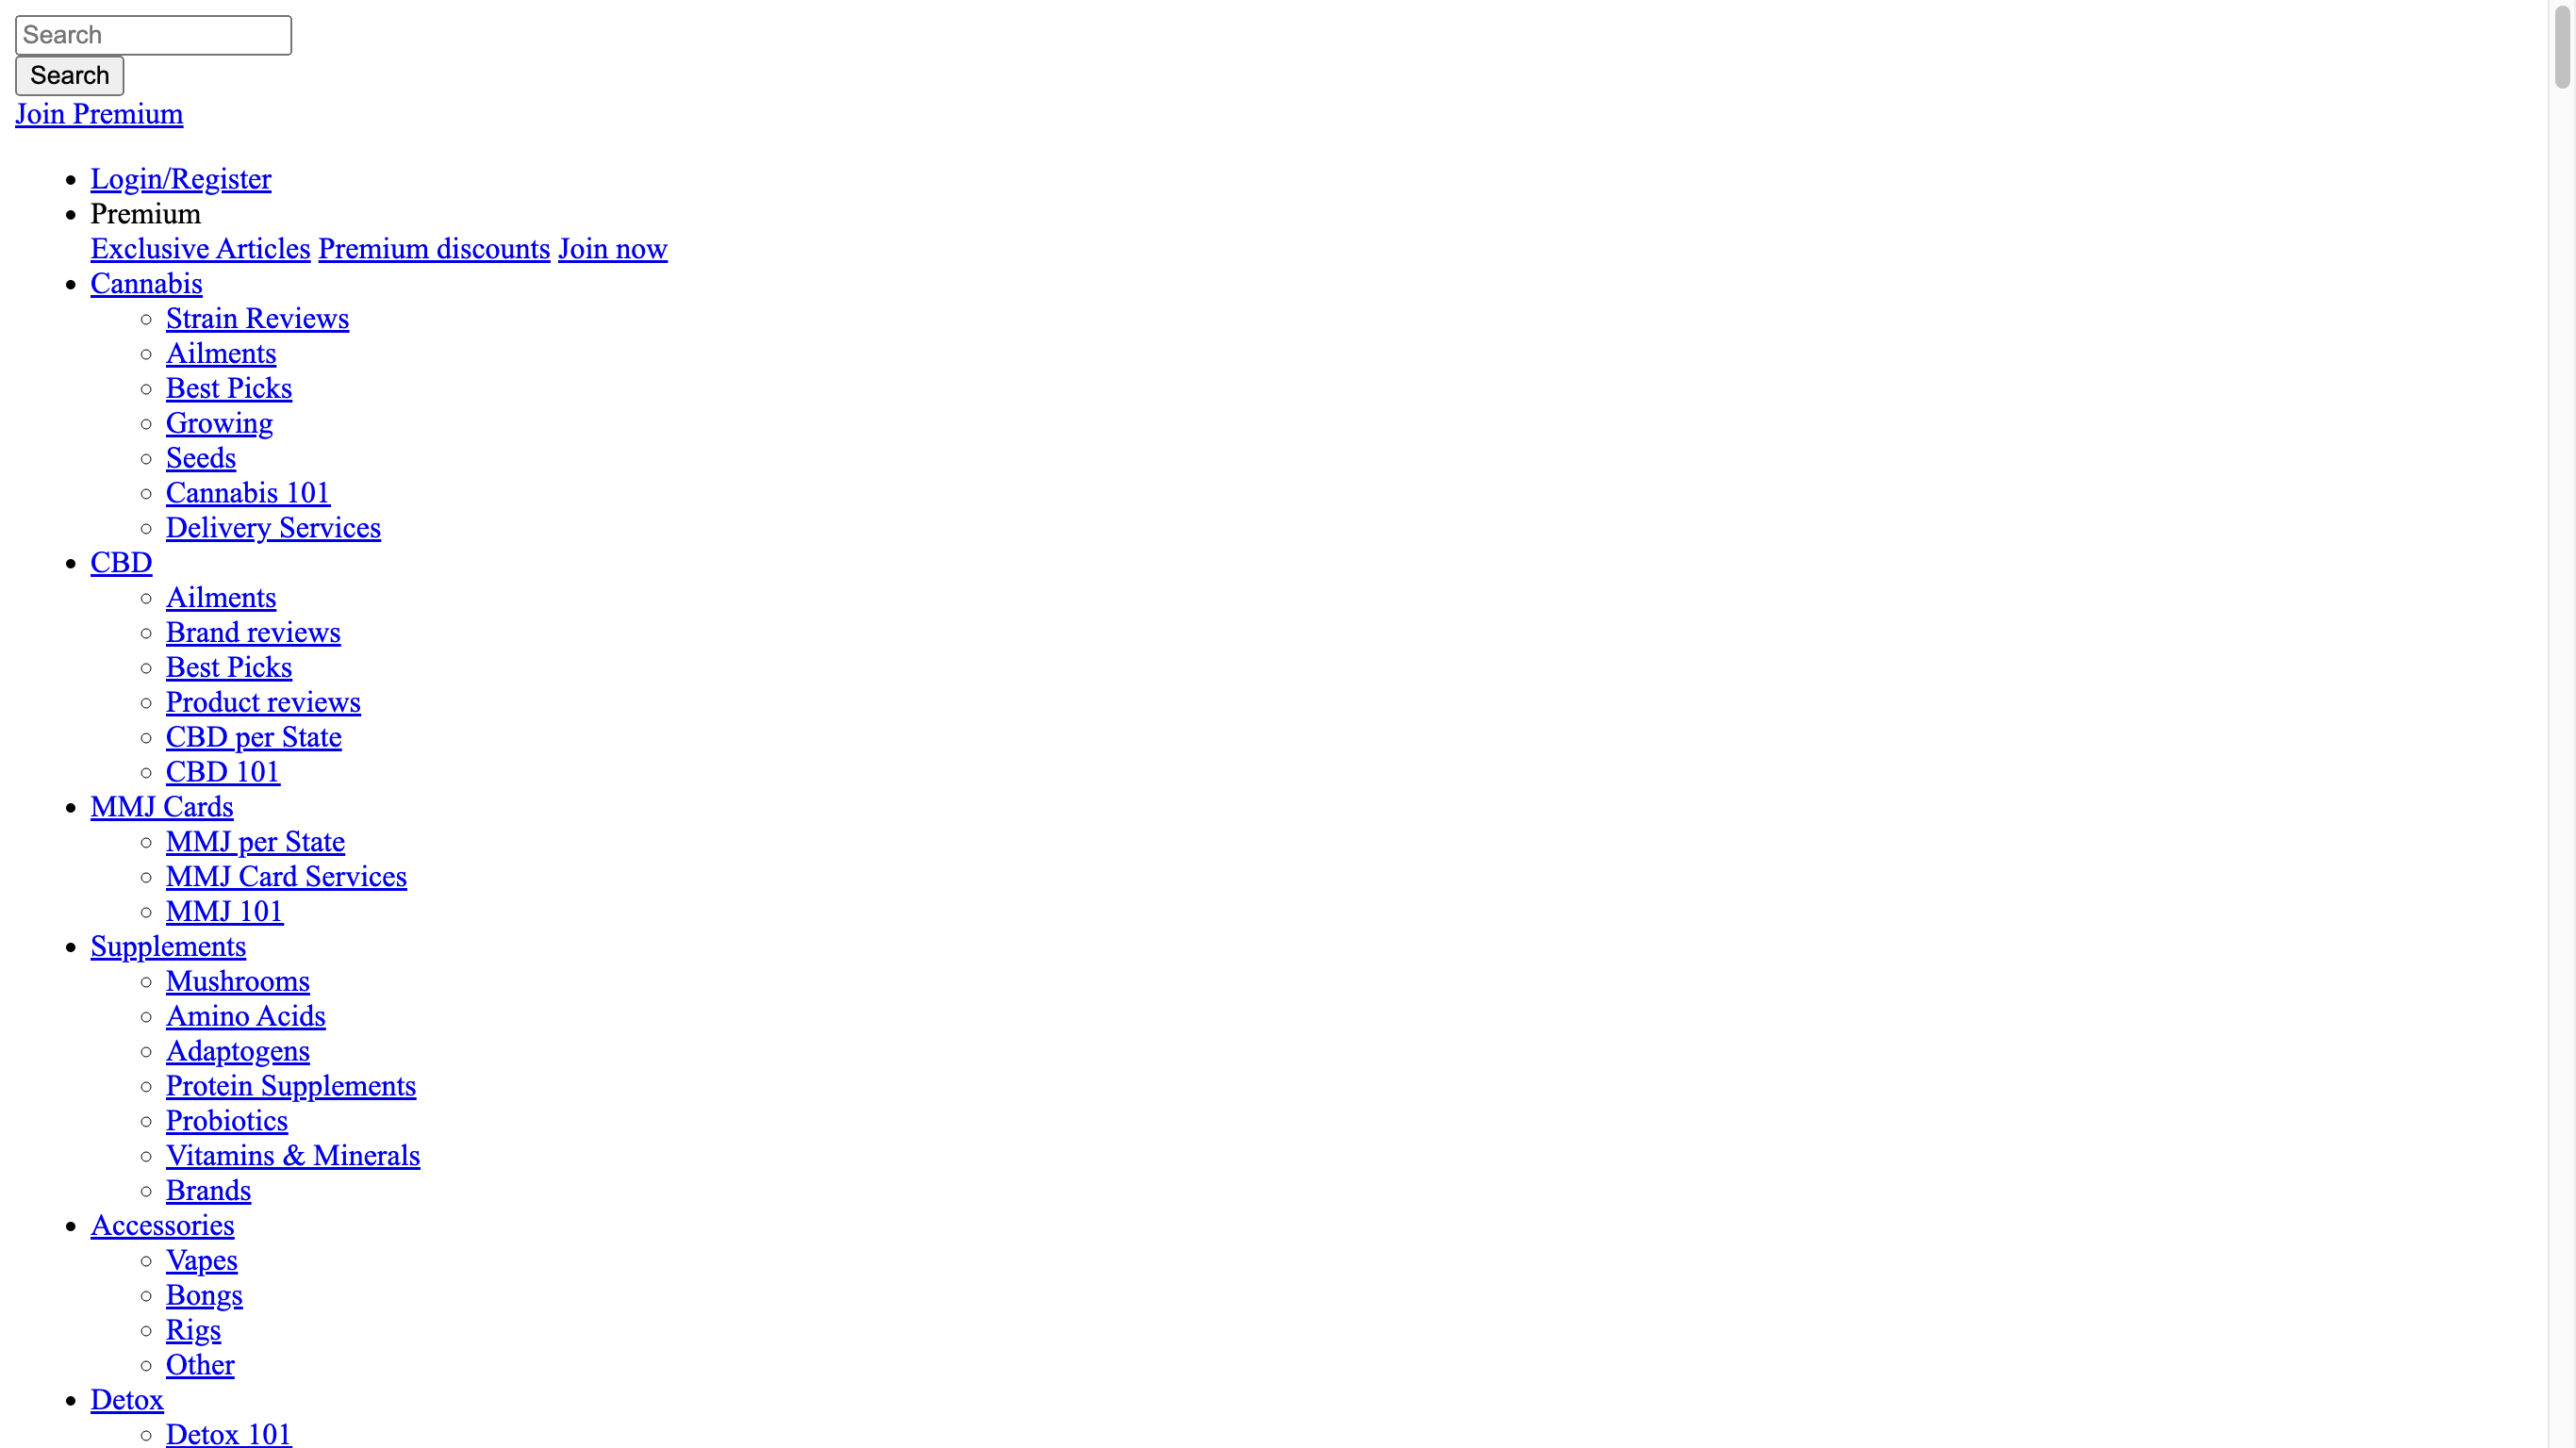 Search
Search
Join Premium
Login/Register
Premium
Exclusive Articles Premium discounts Join now
Cannabis
Strain Reviews
Ailments
Best Picks
Growing
Seeds
Cannabis 101
Delivery Services
CBD
Ailments
Brand reviews
Best Picks
Product reviews
CBD per State
CBD 101
MMJ Cards
MMJ per State
MMJ Card Services
MMJ 101
Supplements
Mushrooms
Amino Acids
Adaptogens
Protein Supplements
Probiotics
Vitamins & Minerals
Brands
Accessories
Vapes
Bongs
Rigs
Other
Detox
Detox 101